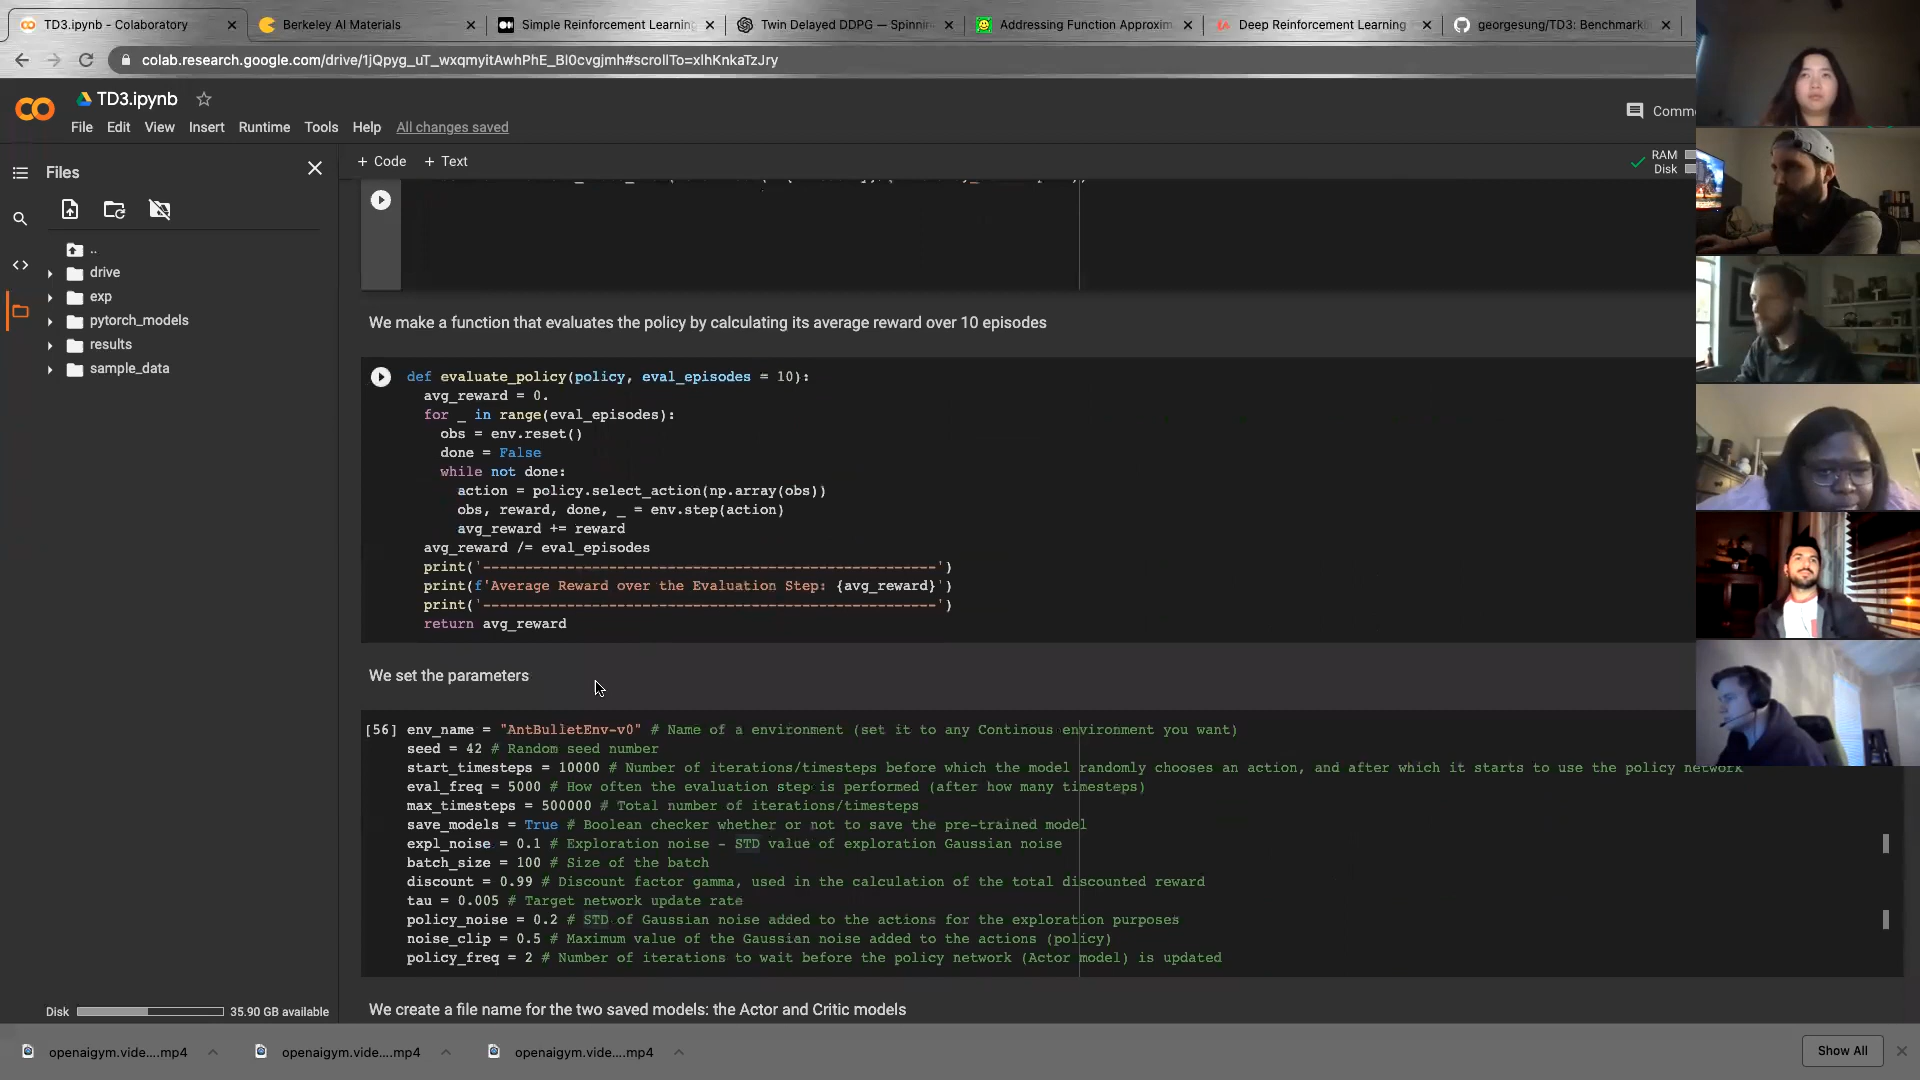 TD3.ipynb - Colaboratory
Berkeley AI Materials
Simple Reinforcement Learning
Twin Delayed DDPG — Spinnin
Addressing Function Approxim
Deep Reinforcement Learning
georgesung/TD3: Benchmarki
colab.research.google.com/drive/1jQpyg_uT_wxqmyitAwhPhE_Bl0cvgjmh#scrollTo=xlhKnkaTzJry
TD3.ipynb
Comme
File Edit View Insert Runtime Tools Help All changes saved
Files
+ Code + Text
RAM
Disk
..
drive
exp
pytorch_models
results
sample_data
We make a function that evaluates the policy by calculating its average reward over 10 episodes
def evaluate_policy(policy, eval_episodes = 10):
avg_reward = 0.
for _ in range(eval_episodes):
obs = env.reset()
done = False
while not done:
action = policy.select_action(np.array(obs))
obs, reward, done, _ = env.step(action)
avg_reward += reward
avg_reward /= eval_episodes
print('------------------------------------------------------')
print(f'Average Reward over the Evaluation Step: {avg_reward}')
print('------------------------------------------------------')
return avg_reward
We set the parameters
[56] env_name = "AntBulletEnv-v0" # Name of a environment (set it to any Continous environment you want)
seed = 42 # Random seed number
start_timesteps = 10000 # Number of iterations/timesteps before which the model randomly chooses an action, and after which it starts to use the policy network
eval_freq = 5000 # How often the evaluation step is performed (after how many timesteps)
max_timesteps = 500000 # Total number of iterations/timesteps
save_models = True # Boolean checker whether or not to save the pre-trained model
expl_noise = 0.1 # Exploration noise - STD value of exploration Gaussian noise
batch_size = 100 # Size of the batch
discount = 0.99 # Discount factor gamma, used in the calculation of the total discounted reward
tau = 0.005 # Target network update rate
policy_noise = 0.2 # STD of Gaussian noise added to the actions for the exploration purposes
noise_clip = 0.5 # Maximum value of the Gaussian noise added to the actions (policy)
policy_freq = 2 # Number of iterations to wait before the policy network (Actor model) is updated
We create a file name for the two saved models: the Actor and Critic models
Disk 35.90 GB available
openaigym.vide....mp4
openaigym.vide....mp4
openaigym.vide....mp4
Show All